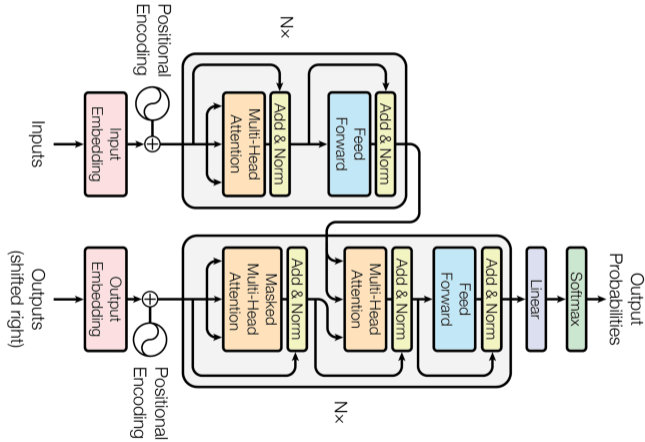 Output
Probabilities
Softmax
Linear
Add & Norm
Feed
Forward
Add & Norm
Multi-Head
Attention
Add & Norm
Masked
Multi-Head
Attention
Nx
Positional
Encoding
Output
Embedding
Outputs
(shifted right)
Nx
Add & Norm
Feed
Forward
Add & Norm
Multi-Head
Attention
Positional
Encoding
Input
Embedding
Inputs